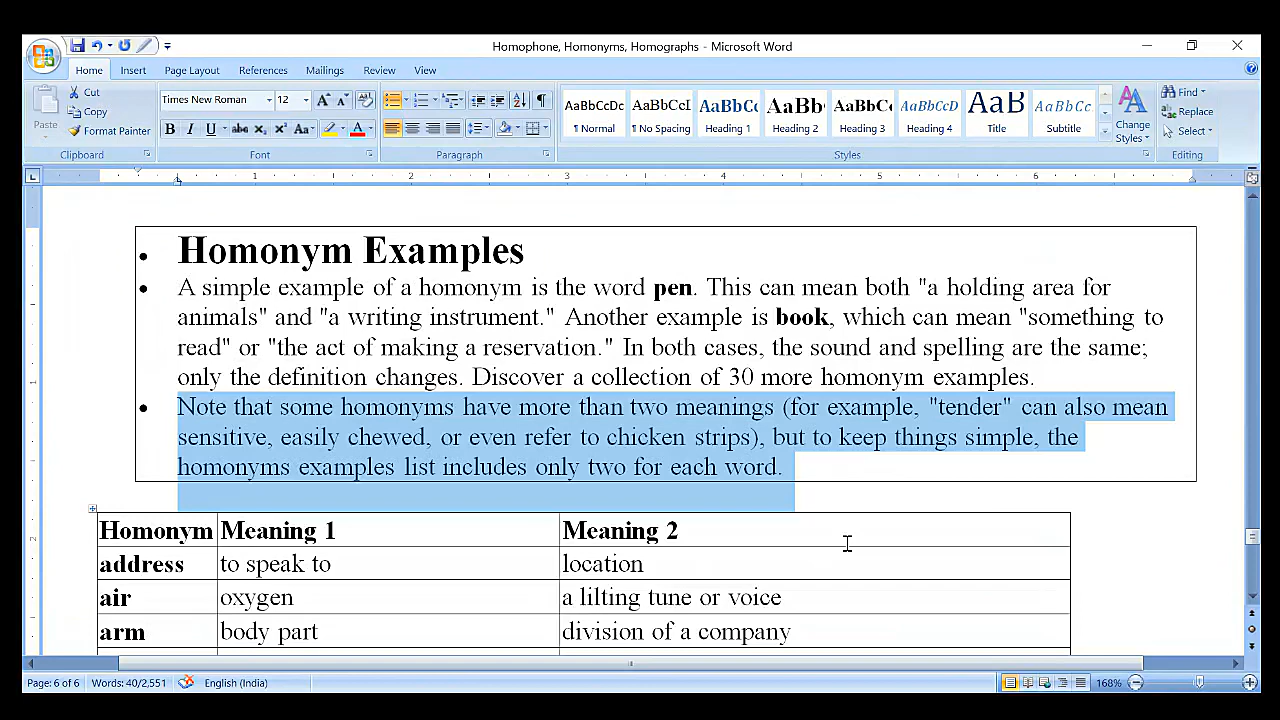 Homophone, Homonyms, Homographs - Microsoft Word
Home Insert Page Layout References Mailings Review View
Cut
Copy
Format Painter
Paste
Times New Roman 12
AaBbCcDc AaBbCcI AaBbC AaBb AaBbC AaBbCcD AaB AaBbCcD
¶ Normal ¶ No Spacing Heading 1 Heading 2 Heading 3 Heading 4 Title Subtitle
Change Styles
Find
Replace
Select
Clipboard Font Paragraph Styles Editing
1 2 3 4 5 6
• Homonym Examples
• A simple example of a homonym is the word pen. This can mean both "a holding area for
animals" and "a writing instrument." Another example is book, which can mean "something to
read" or "the act of making a reservation." In both cases, the sound and spelling are the same;
only the definition changes. Discover a collection of 30 more homonym examples.
• Note that some homonyms have more than two meanings (for example, "tender" can also mean
sensitive, easily chewed, or even refer to chicken strips), but to keep things simple, the
homonyms examples list includes only two for each word.
Homonym Meaning 1 Meaning 2
address to speak to location
air oxygen a lilting tune or voice
arm body part division of a company
Page: 6 of 6 Words: 40/2,551 English (India) 168%